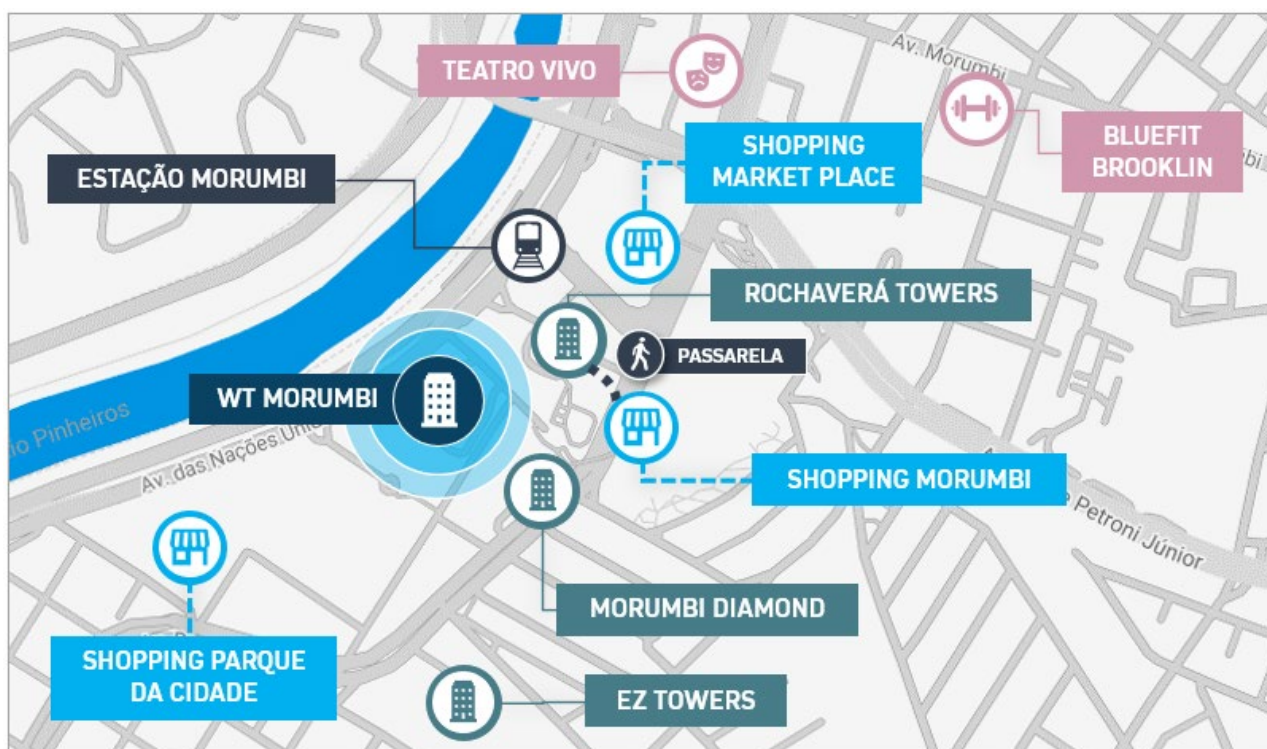 Av. Morumbi
TEATRO VIVO
BLUEFIT
BROOKLIN
SHOPPING
MARKET PLACE
ESTAÇÃO MORUMBI
ROCHAVERÁ TOWERS
PASSARELA
WT MORUMBI
Pinheiros
Av. das Nações
SHOPPING MORUMBI
Petroni Júnior
MORUMBI DIAMOND
SHOPPING PARQUE
DA CIDADE
EZ TOWERS